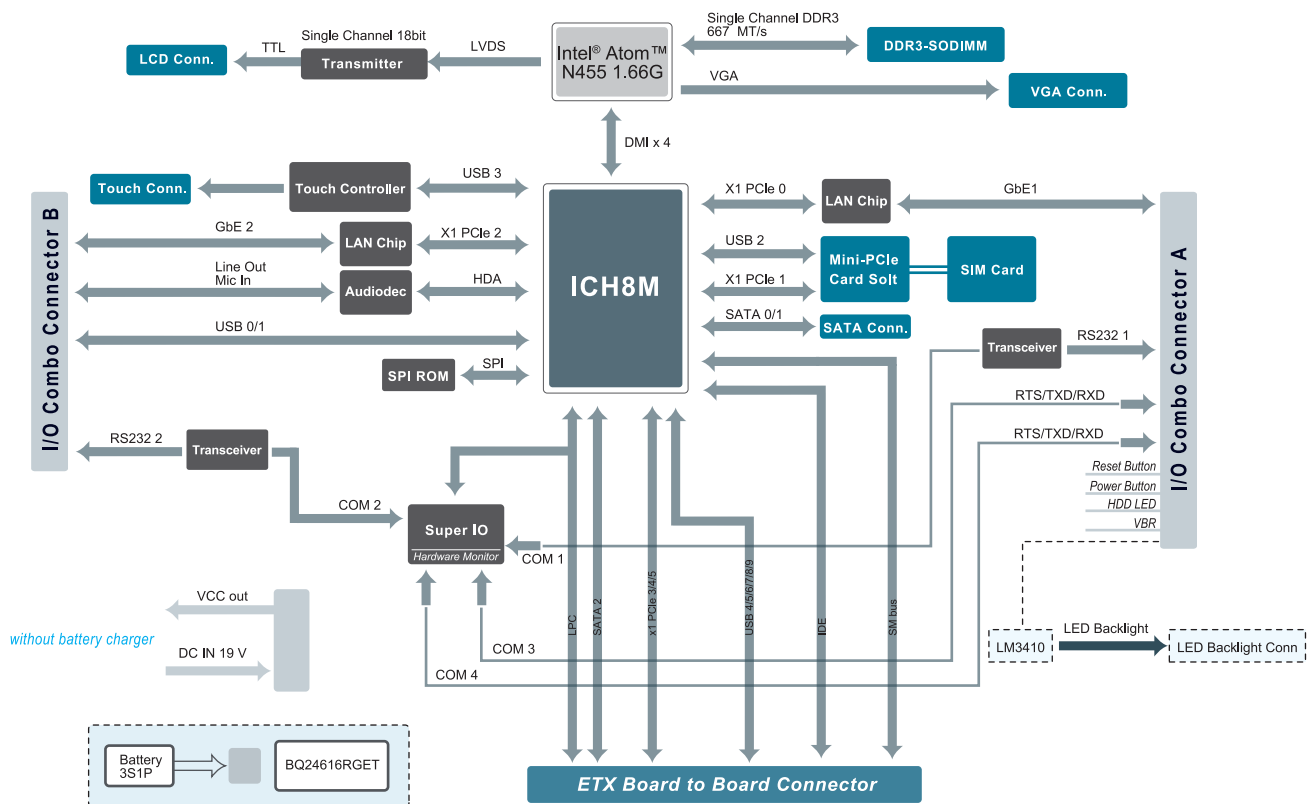 Single Channel DDR3
667 MT/s
DDR3-SODIMM
Single Channel 18bit
TTL
LVDS
LCD Conn.
Transmitter
Intel® Atom™
N455 1.66G
VGA
VGA Conn.
DMI x 4
Touch Conn.
Touch Controller
USB 3
X1 PCIe 0
LAN Chip
GbE1
GbE 2
LAN Chip
X1 PCIe 2
USB 2
Mini-PCIe
Card Solt
SIM Card
Line Out
Mic In
Audiodec
HDA
ICH8M
X1 PCIe 1
USB 0/1
SATA 0/1
SATA Conn.
SPI ROM
SPI
Transceiver
RS232 1
I/O Combo Connector B
I/O Combo Connector A
RTS/TXD/RXD
RTS/TXD/RXD
RS232 2
Transceiver
Reset Button
Power Button
HDD LED
VBR
COM 2
Super IO
Hardware Monitor
COM 1
LPC
SATA 2
x1 PCIe 3/4/5
USB 4/5/6/7/8/9
IDE
SM bus
VCC out
without battery charger
DC IN 19 V
COM 3
COM 4
LM3410
LED Backlight
LED Backlight Conn
Battery
3S1P
BQ24616RGET
ETX Board to Board Connector